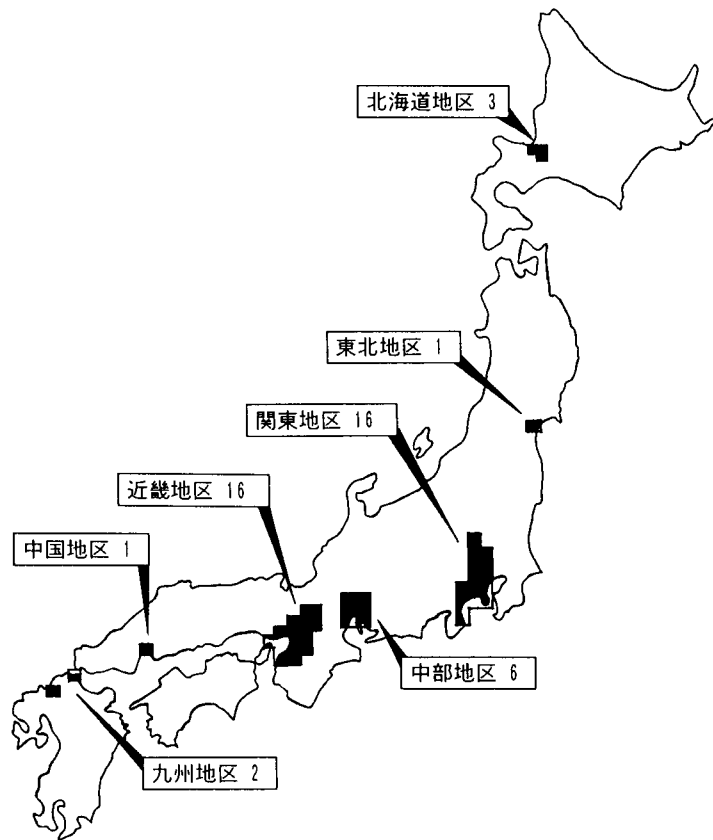 北海道地区 3
東北地区 1
関東地区 16
近畿地区 16
中国地区 1
中部地区 6
九州地区 2